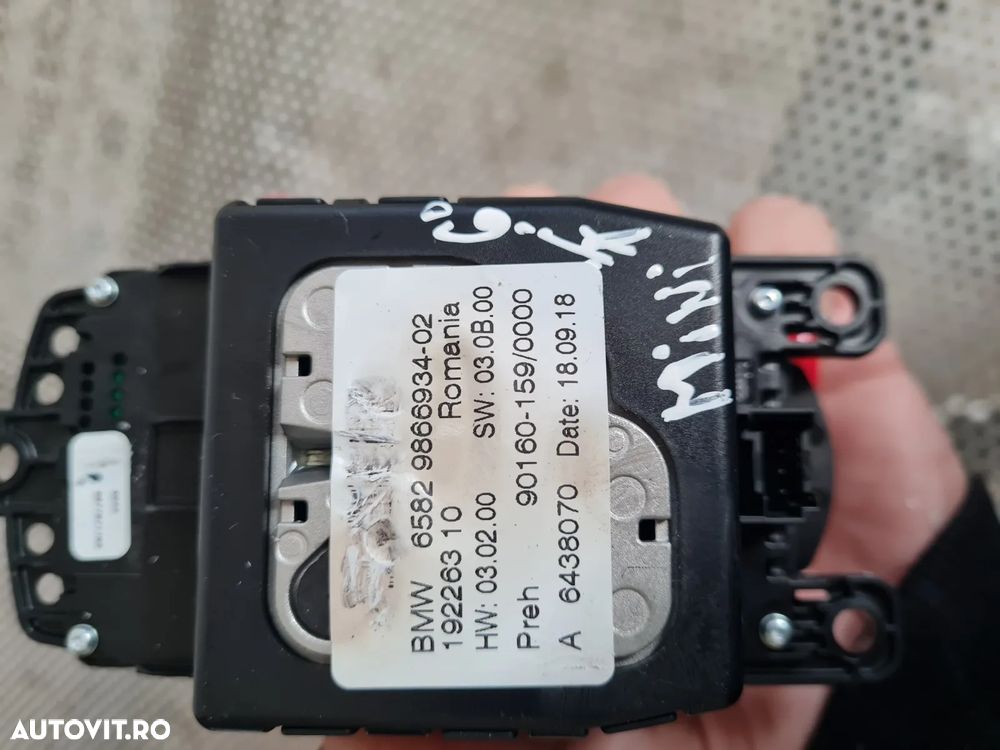 BMW 6582 9866934-02
1922263 10 Romania
HW: 03.02.00 SW: 03.0B.00
Preh 90160-159/0000
A 6438070 Date: 18.09.18
MiNi
AUTOVIT.RO